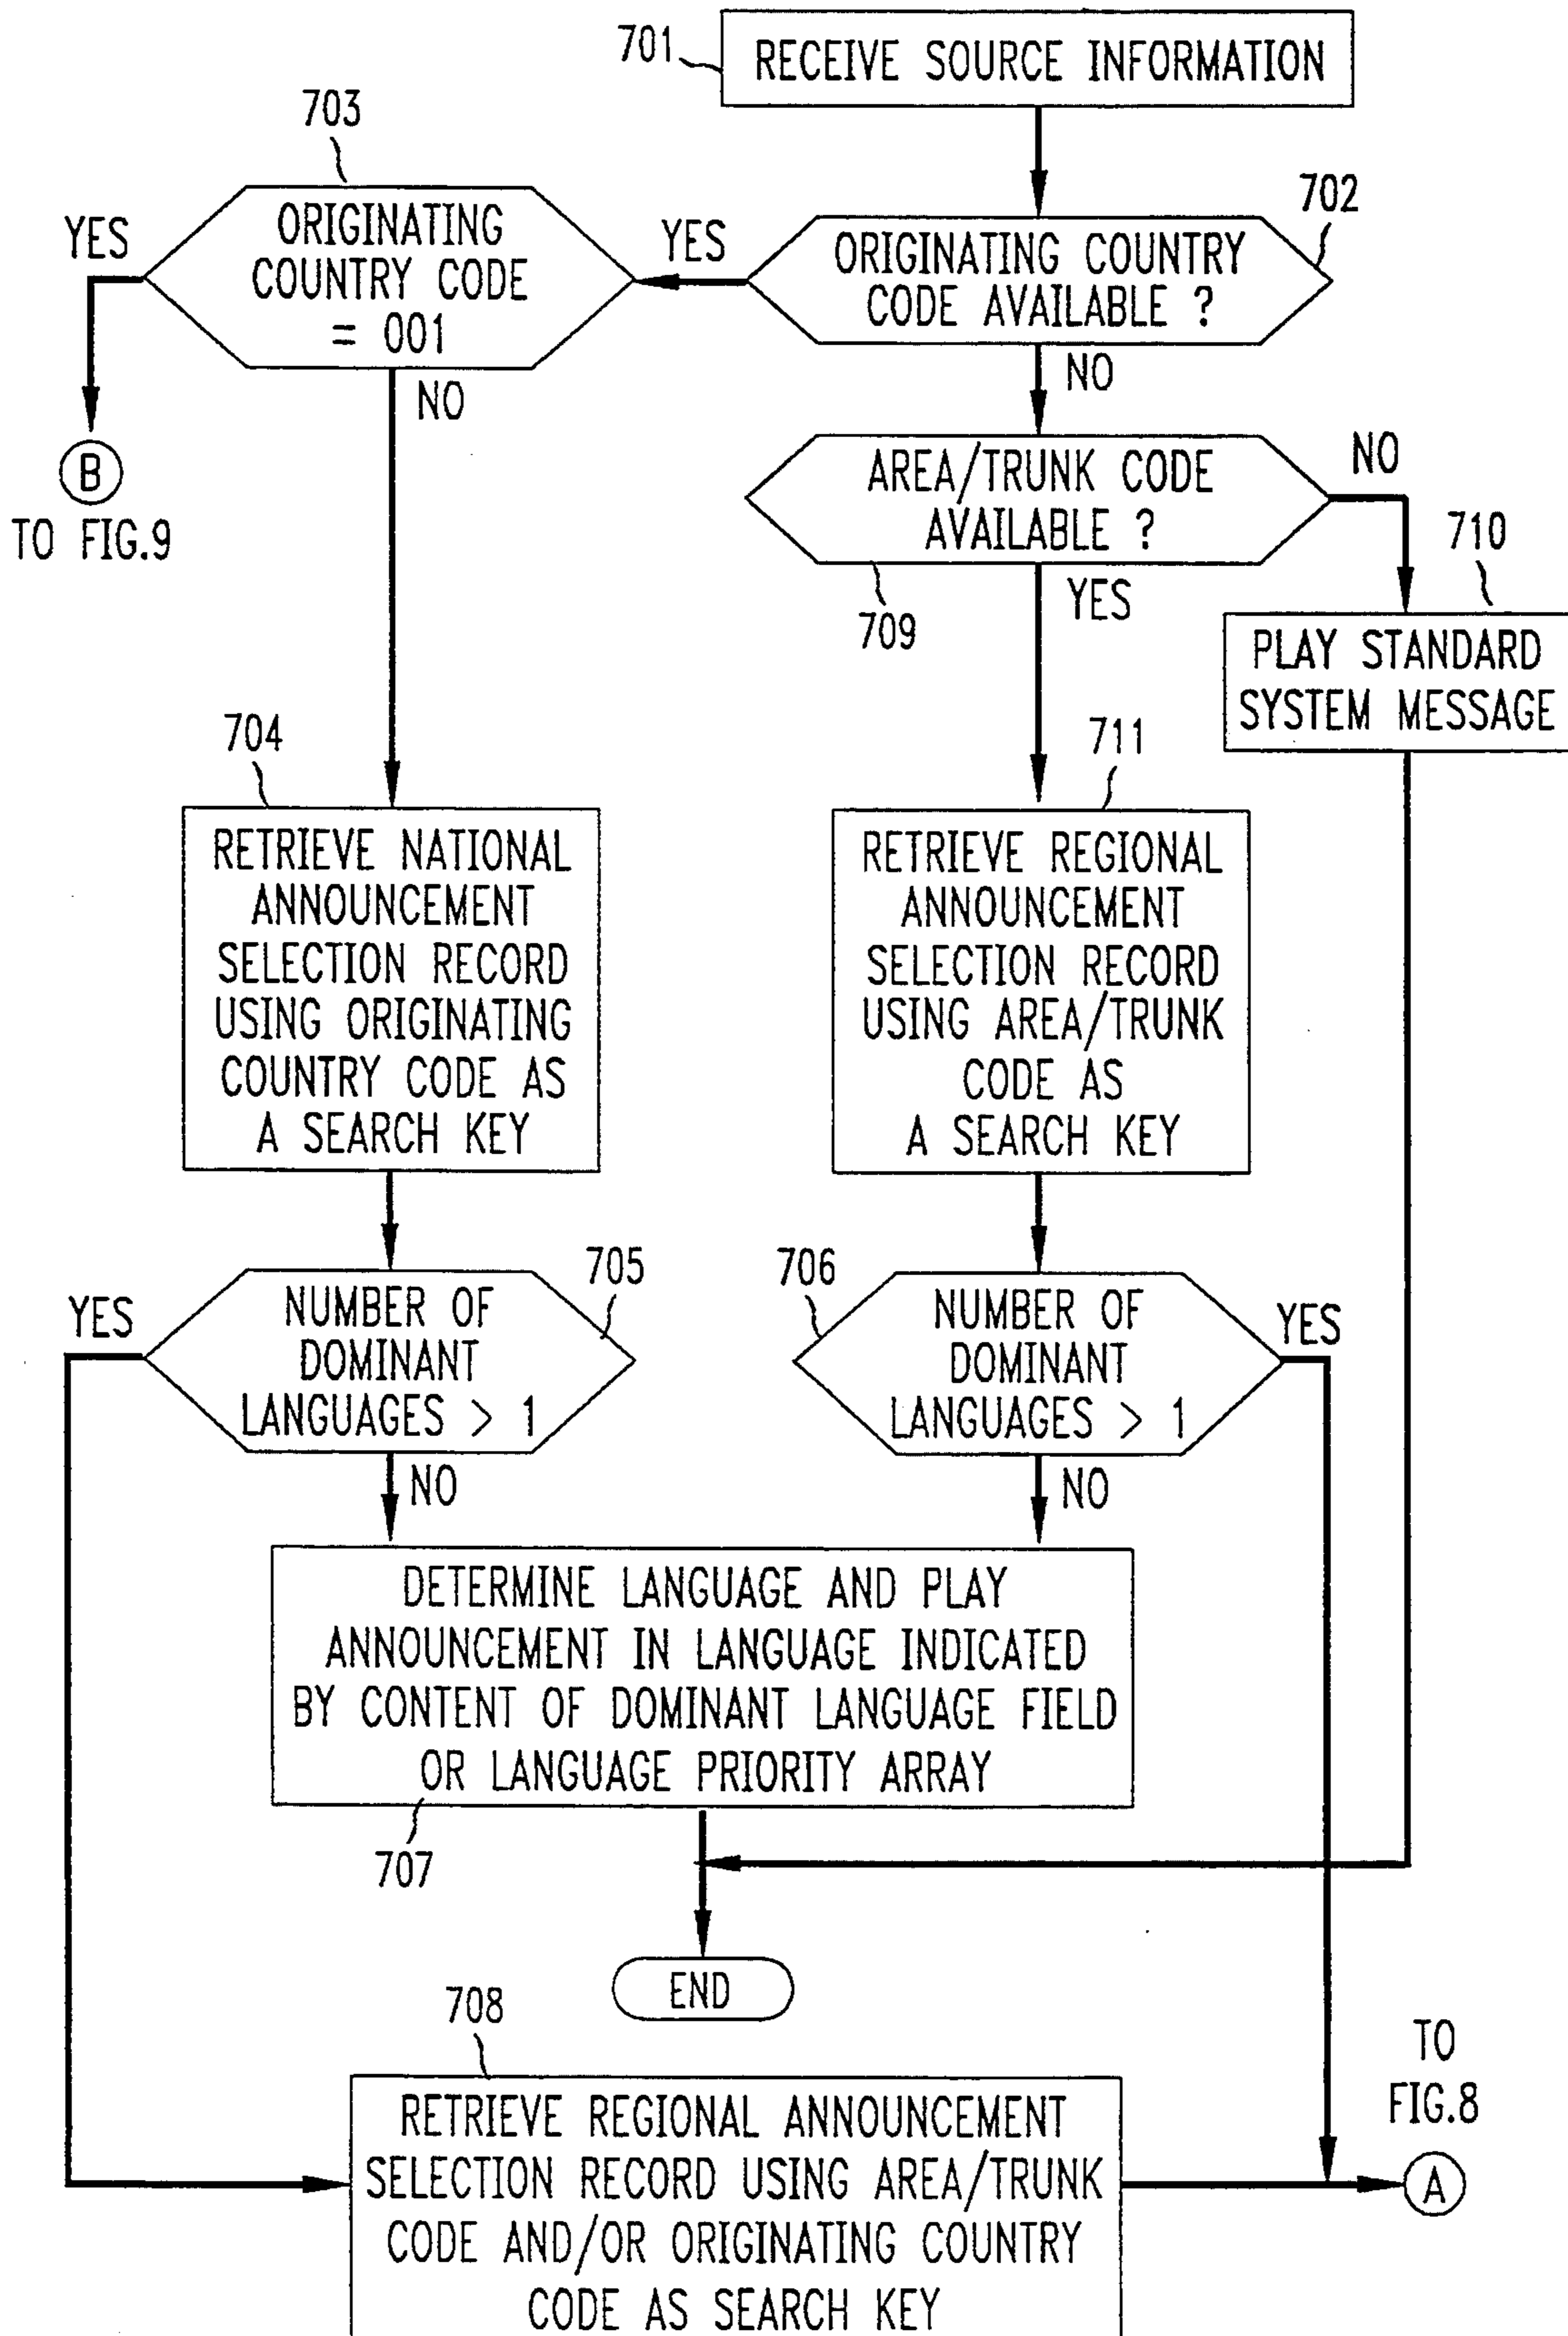 701
RECEIVE SOURCE INFORMATION
703
ORIGINATING
COUNTRY CODE
= 001
YES
NO
B
TO FIG.9
702
ORIGINATING COUNTRY
CODE AVAILABLE ?
YES
NO
AREA/TRUNK CODE
AVAILABLE ?
709
NO
YES
710
PLAY STANDARD
SYSTEM MESSAGE
704
RETRIEVE NATIONAL
ANNOUNCEMENT
SELECTION RECORD
USING ORIGINATING
COUNTRY CODE AS
A SEARCH KEY
711
RETRIEVE REGIONAL
ANNOUNCEMENT
SELECTION RECORD
USING AREA/TRUNK
CODE AS
A SEARCH KEY
705
YES
NUMBER OF
DOMINANT
LANGUAGES > 1
NO
706
NUMBER OF
DOMINANT
LANGUAGES > 1
YES
NO
DETERMINE LANGUAGE AND PLAY
ANNOUNCEMENT IN LANGUAGE INDICATED
BY CONTENT OF DOMINANT LANGUAGE FIELD
OR LANGUAGE PRIORITY ARRAY
707
END
708
RETRIEVE REGIONAL ANNOUNCEMENT
SELECTION RECORD USING AREA/TRUNK
CODE AND/OR ORIGINATING COUNTRY
CODE AS SEARCH KEY
TO
FIG.8
A